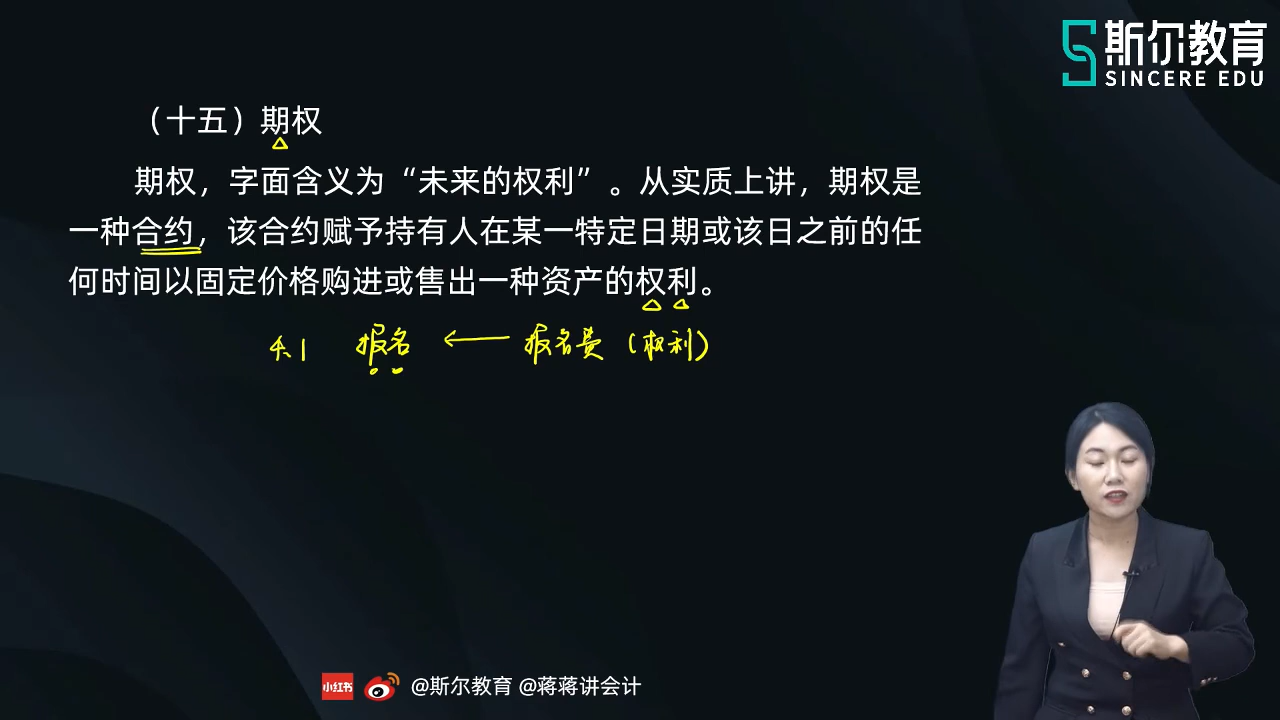 斯尔教育
SINCERE EDU
（十五）期权
期权，字面含义为“未来的权利”。从实质上讲，期权是
一种合约，该合约赋予持有人在某一特定日期或该日之前的任
何时间以固定价格购进或售出一种资产的权利。
4.1 报名 ← 报名费（权利）
小红书 @斯尔教育 @蒋蒋讲会计